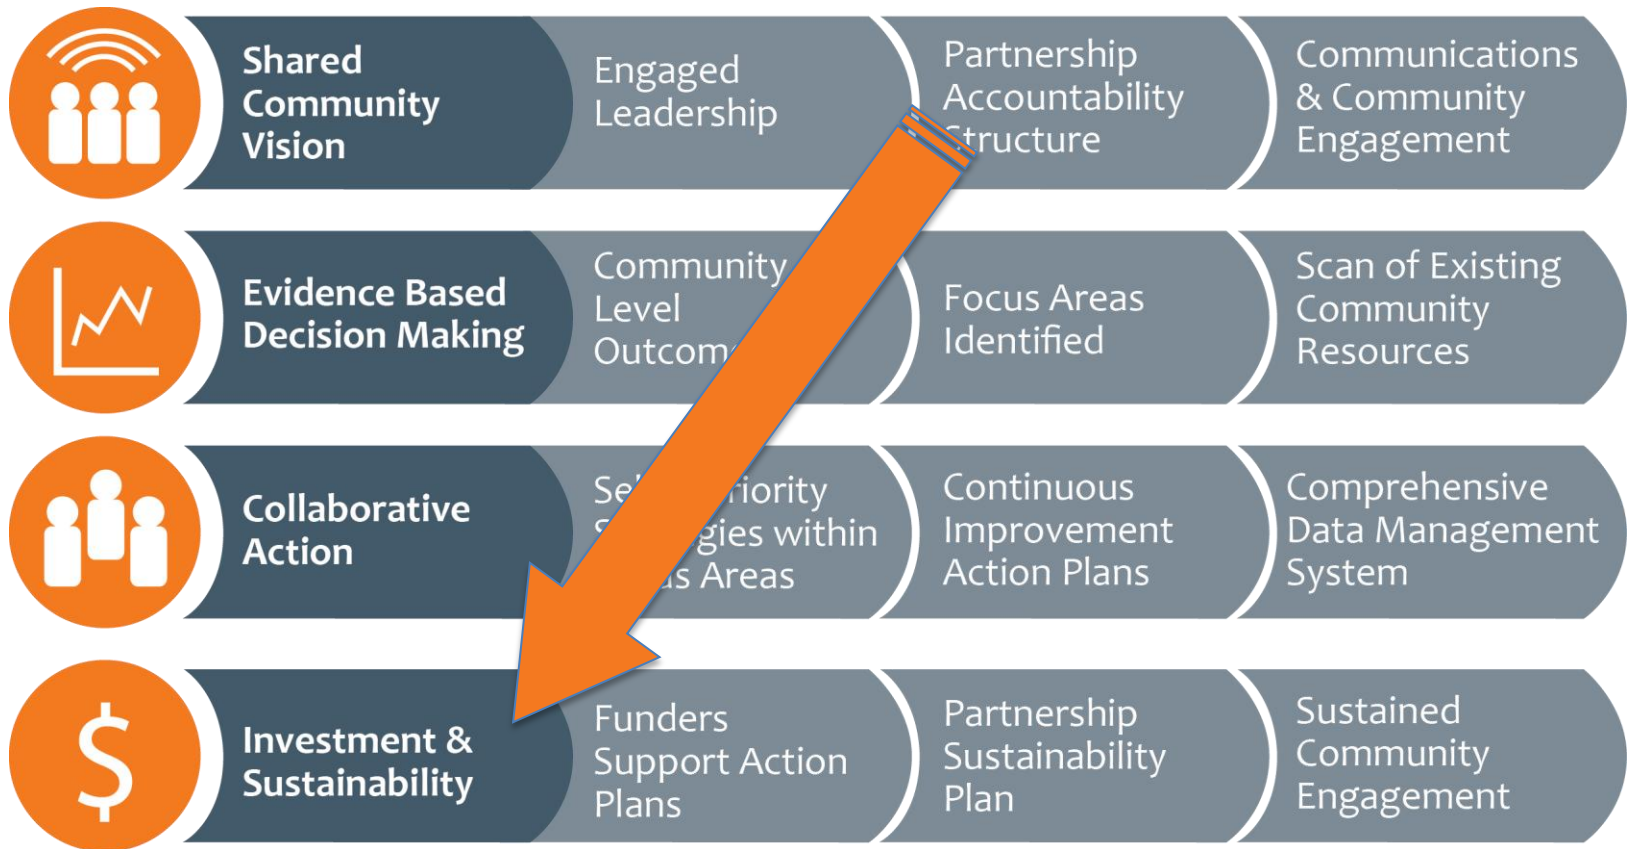 Shared
Community
Vision
Engaged
Leadership
Partnership
Accountability
Structure
Communications
& Community
Engagement
Evidence Based
Decision Making
Community
Level
Focus Areas
Identified
Scan of Existing
Community
Resources
Collaborative
Action
within
Areas
Continuous
Improvement
Action Plans
Comprehensive
Data Management
System
$
Investment &
Sustainability
Funders
Support Action
Plans
Partnership
Sustainability
Plan
Sustained
Community
Engagement